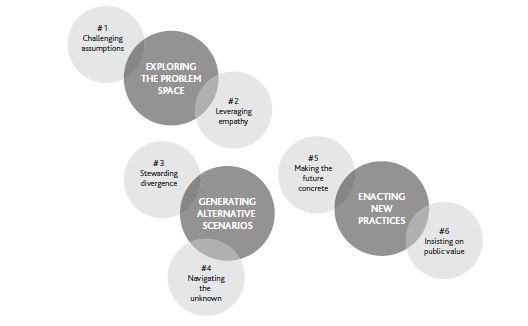 #1
Challenging
assumptions
EXPLORING
THE PROBLEM
SPACE
#2
Leveraging
empathy
#3
Stewarding
divergence
GENERATING
ALTERNATIVE
SCENARIOS
#4
Navigating
the
unknown
#5
Making the
future
concrete
ENACTING
NEW
PRACTICES
#6
Insisting on
public value